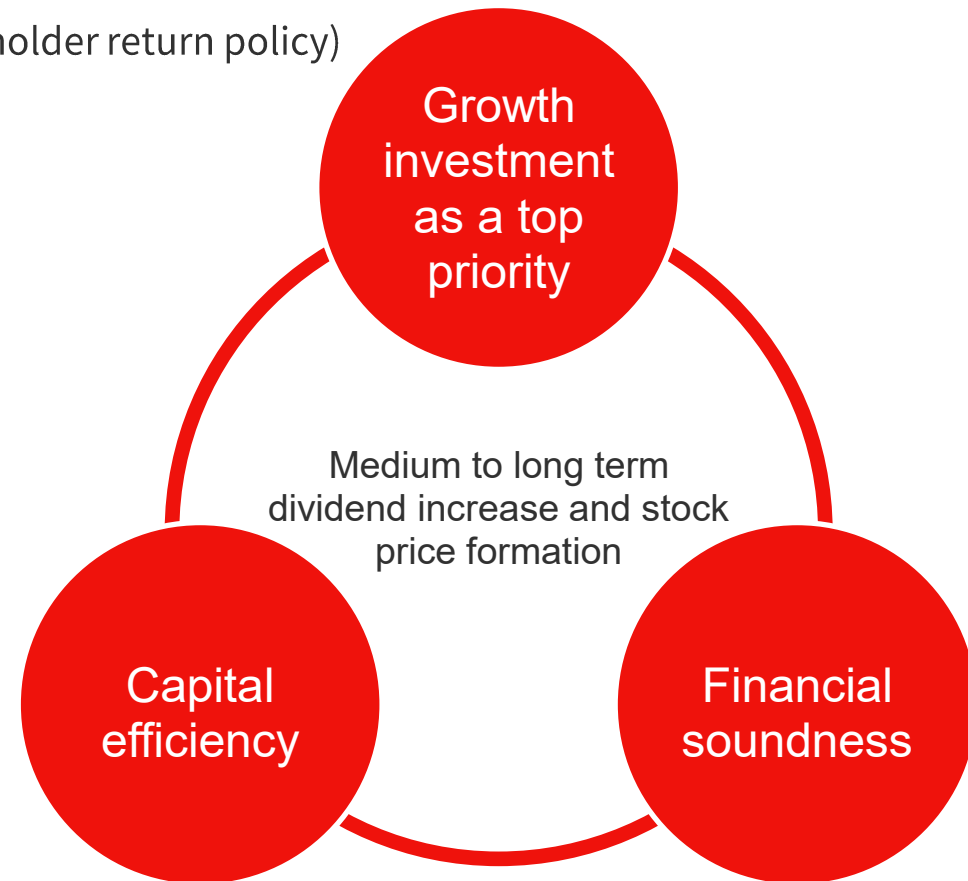 holder return policy)
Growth
investment
as a top
priority
Medium to long term
dividend increase and stock
price formation
Capital
efficiency
Financial
soundness